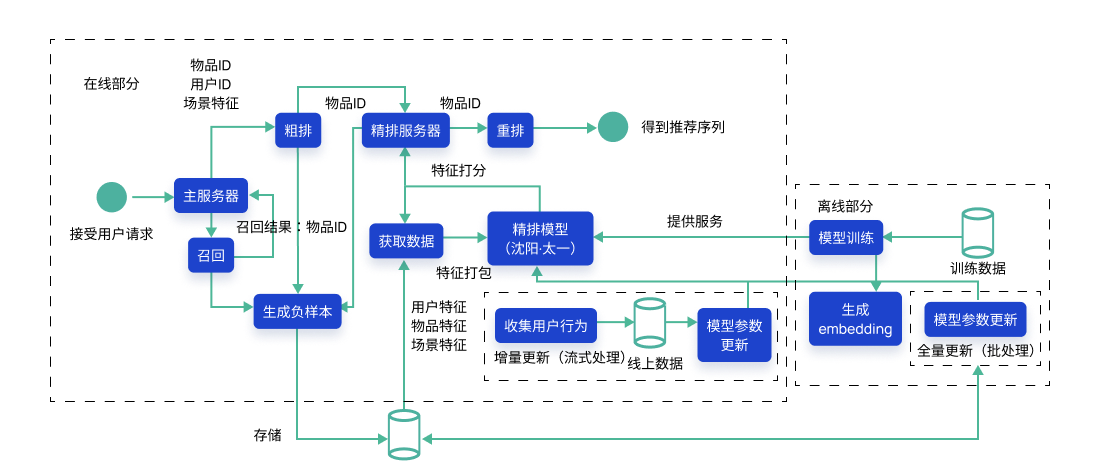 在线部分
物品ID
用户ID
场景特征
物品ID
物品ID
粗排
精排服务器
重排
得到推荐序列
特征打分
主服务器
接受用户请求
召回结果：物品ID
召回
获取数据
精排模型
（沈阳·太一）
提供服务
离线部分
模型训练
训练数据
特征打包
生成负样本
用户特征
物品特征
场景特征
收集用户行为
模型参数
更新
增量更新（流式处理）
线上数据
生成
embedding
模型参数更新
全量更新（批处理）
存储